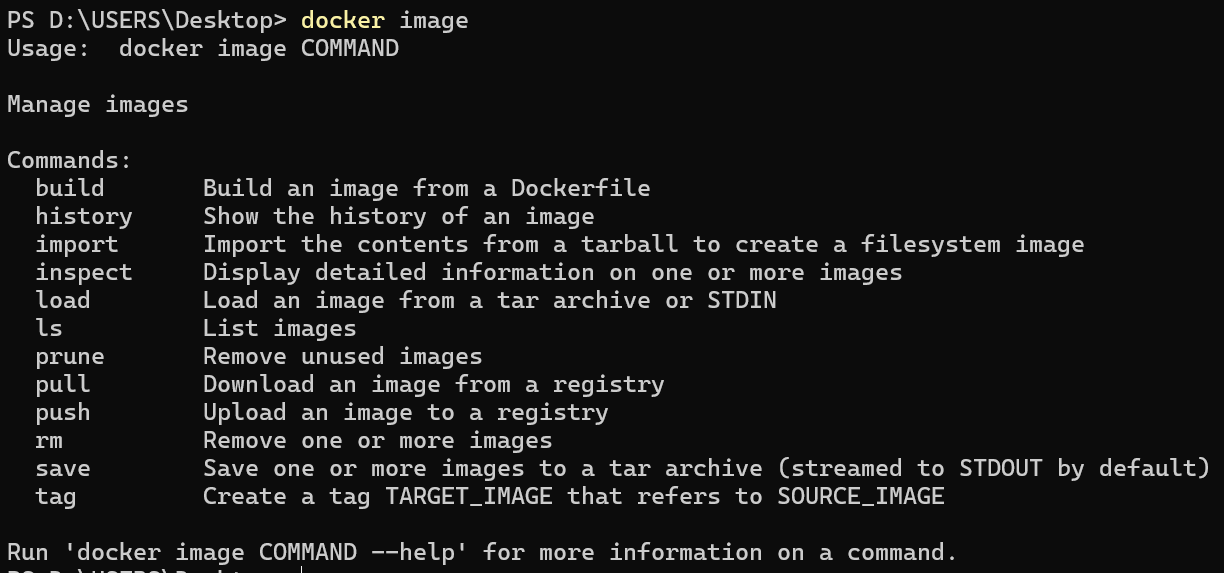 PS D:\USERS\Desktop> docker image
Usage:  docker image COMMAND

Manage images

Commands:
  build       Build an image from a Dockerfile
  history     Show the history of an image
  import      Import the contents from a tarball to create a filesystem image
  inspect     Display detailed information on one or more images
  load        Load an image from a tar archive or STDIN
  ls          List images
  prune       Remove unused images
  pull        Download an image from a registry
  push        Upload an image to a registry
  rm          Remove one or more images
  save        Save one or more images to a tar archive (streamed to STDOUT by default)
  tag         Create a tag TARGET_IMAGE that refers to SOURCE_IMAGE

Run 'docker image COMMAND --help' for more information on a command.